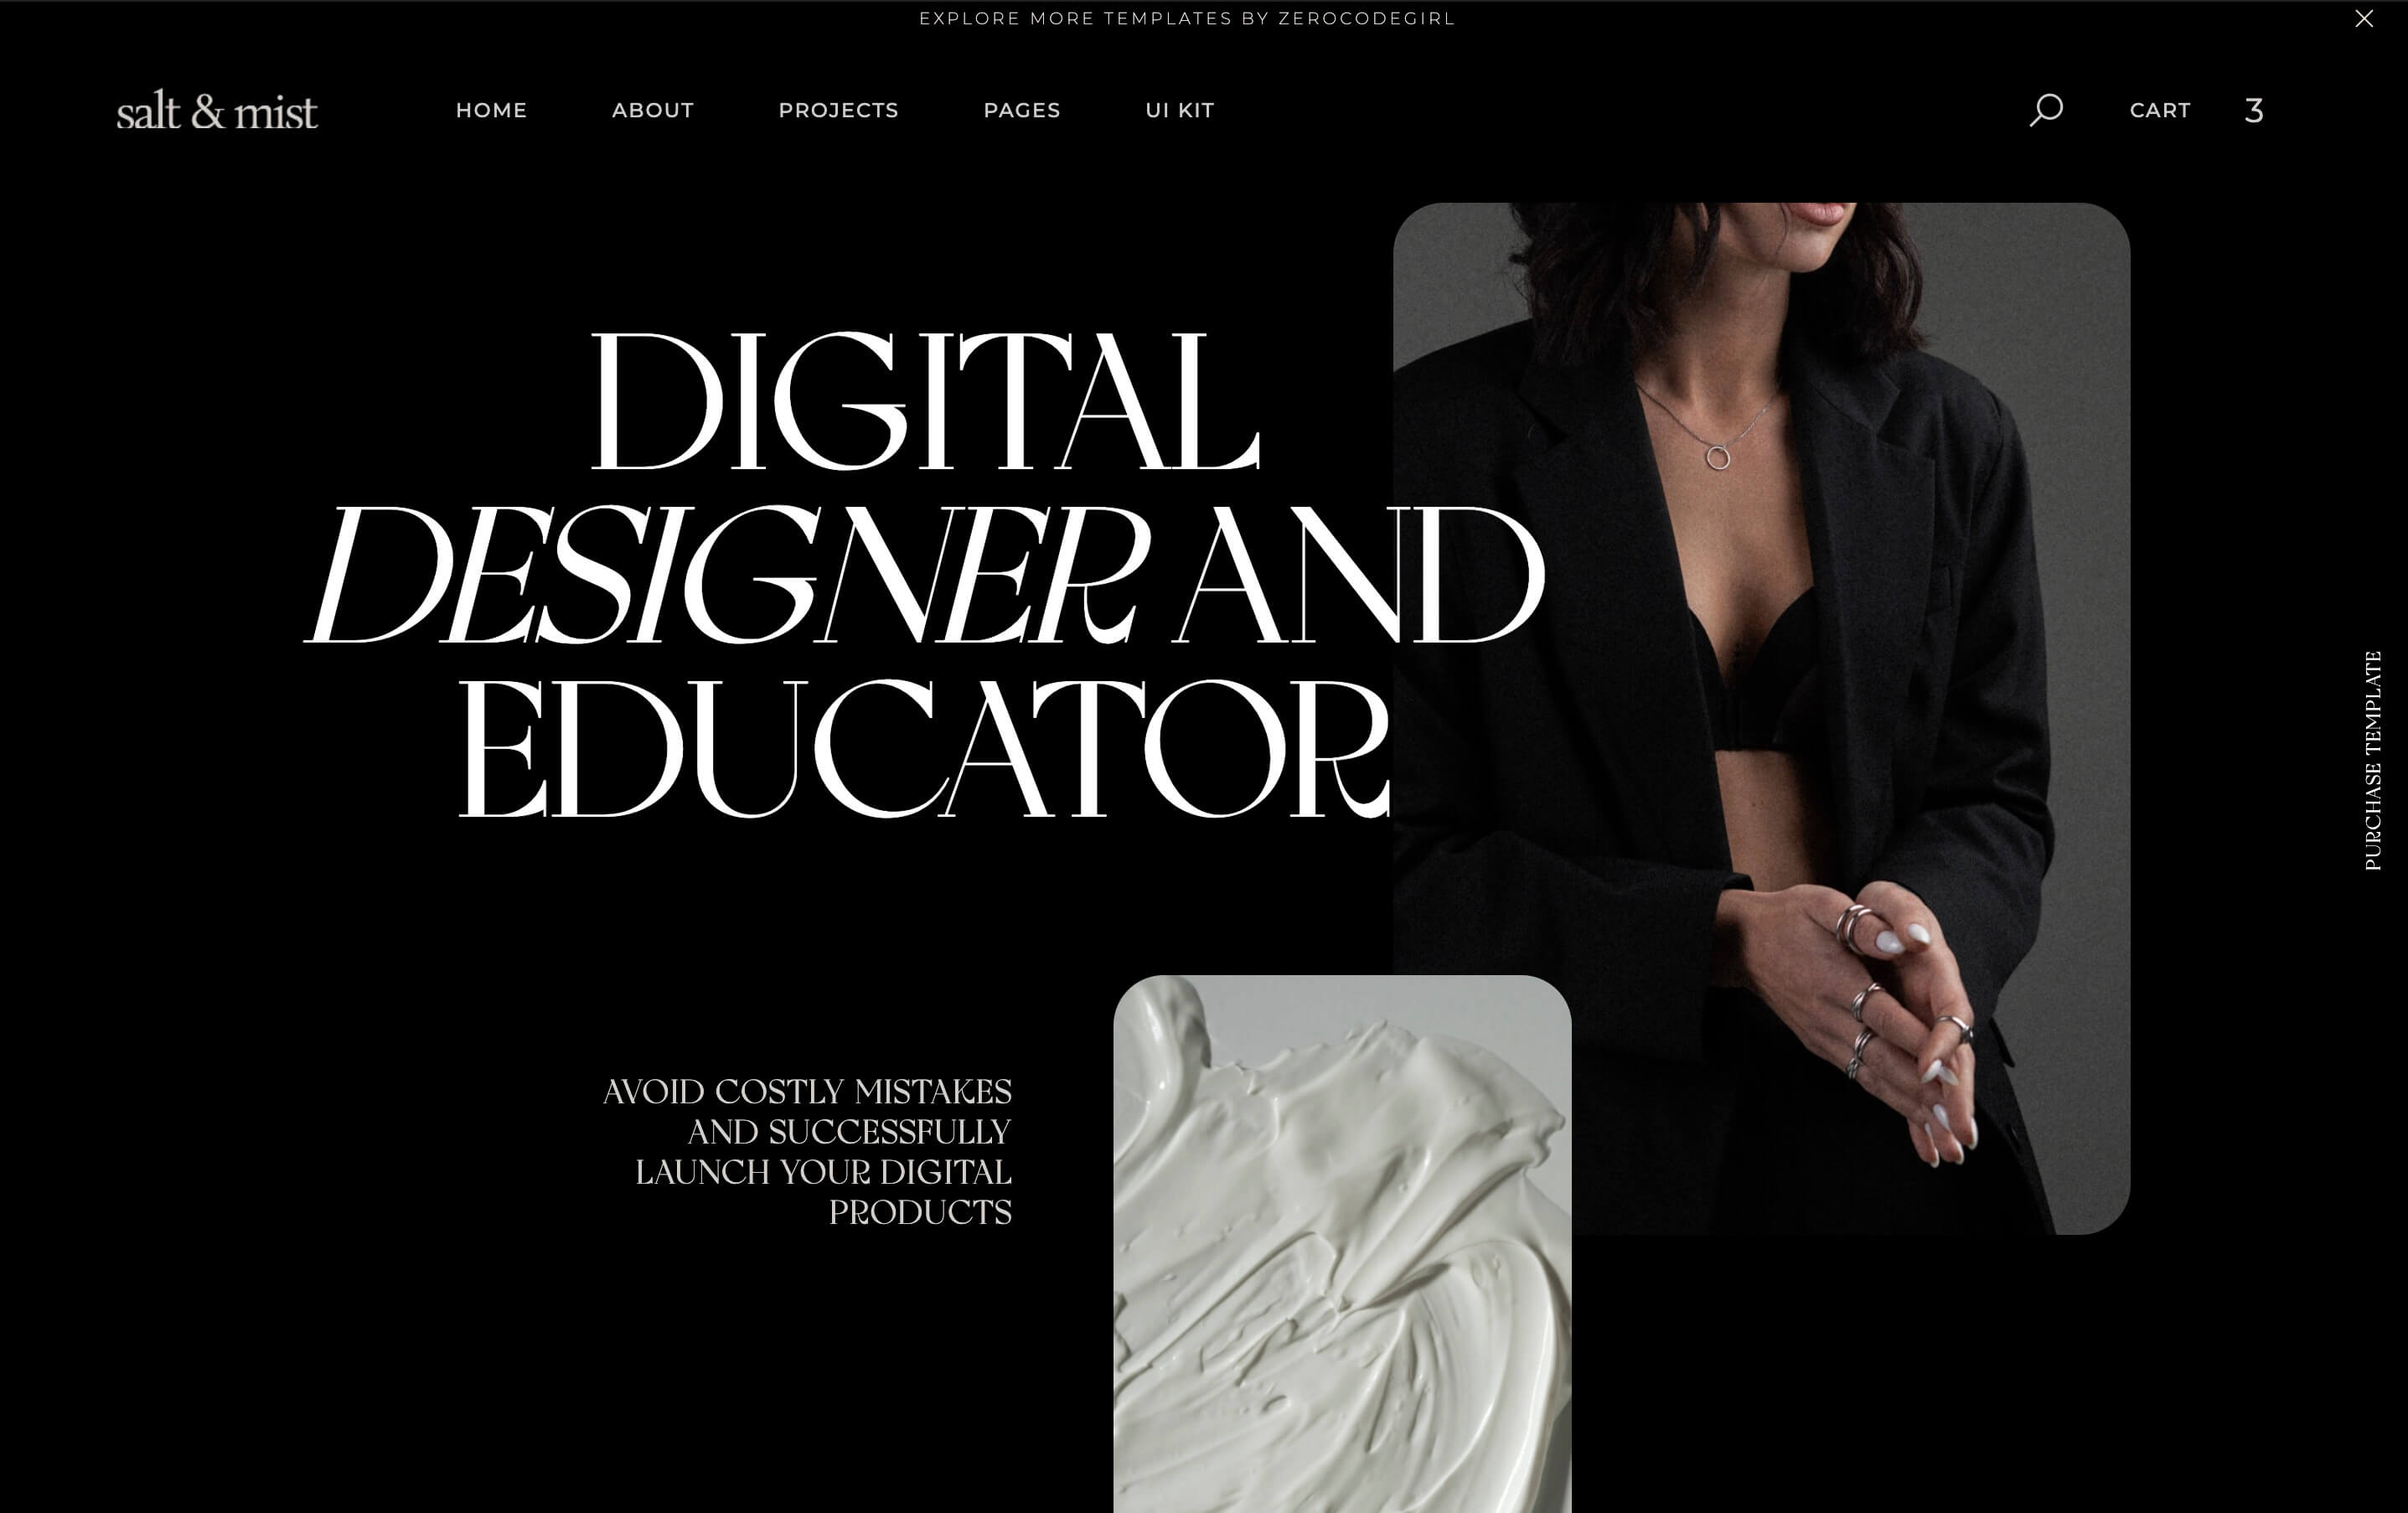 EXPLORE MORE TEMPLATES BY ZEROCODEGIRL
salt & mist
HOME
ABOUT
PROJECTS
PAGES
UI KIT
CART
3
DIGITAL
DESIGNER AND
EDUCATOR
PURCHASE TEMPLATE
AVOID COSTLY MISTAKES
AND SUCCESSFULLY
LAUNCH YOUR DIGITAL
PRODUCTS